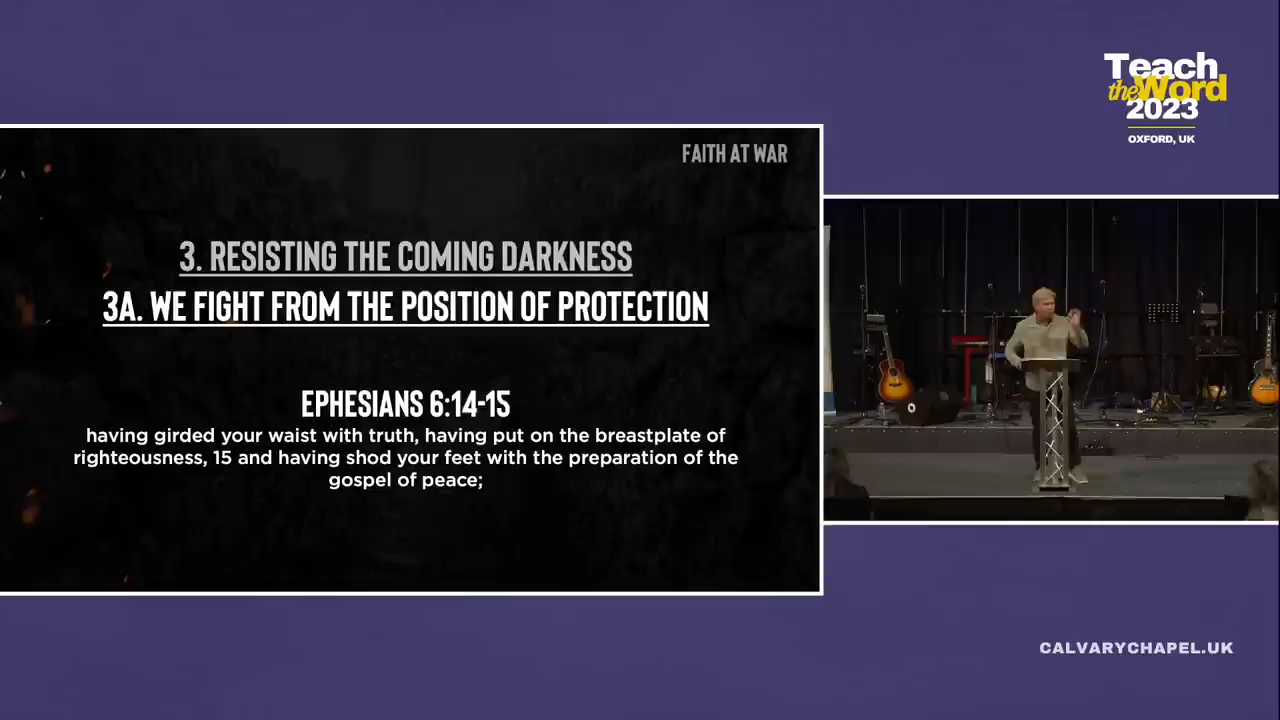 Teach
theWord
2023
OXFORD, UK
FAITH AT WAR
3. RESISTING THE COMING DARKNESS
3A. WE FIGHT FROM THE POSITION OF PROTECTION
EPHESIANS 6:14-15
having girded your waist with truth, having put on the breastplate of
righteousness, 15 and having shod your feet with the preparation of the
gospel of peace;
CALVARYCHAPEL.UK